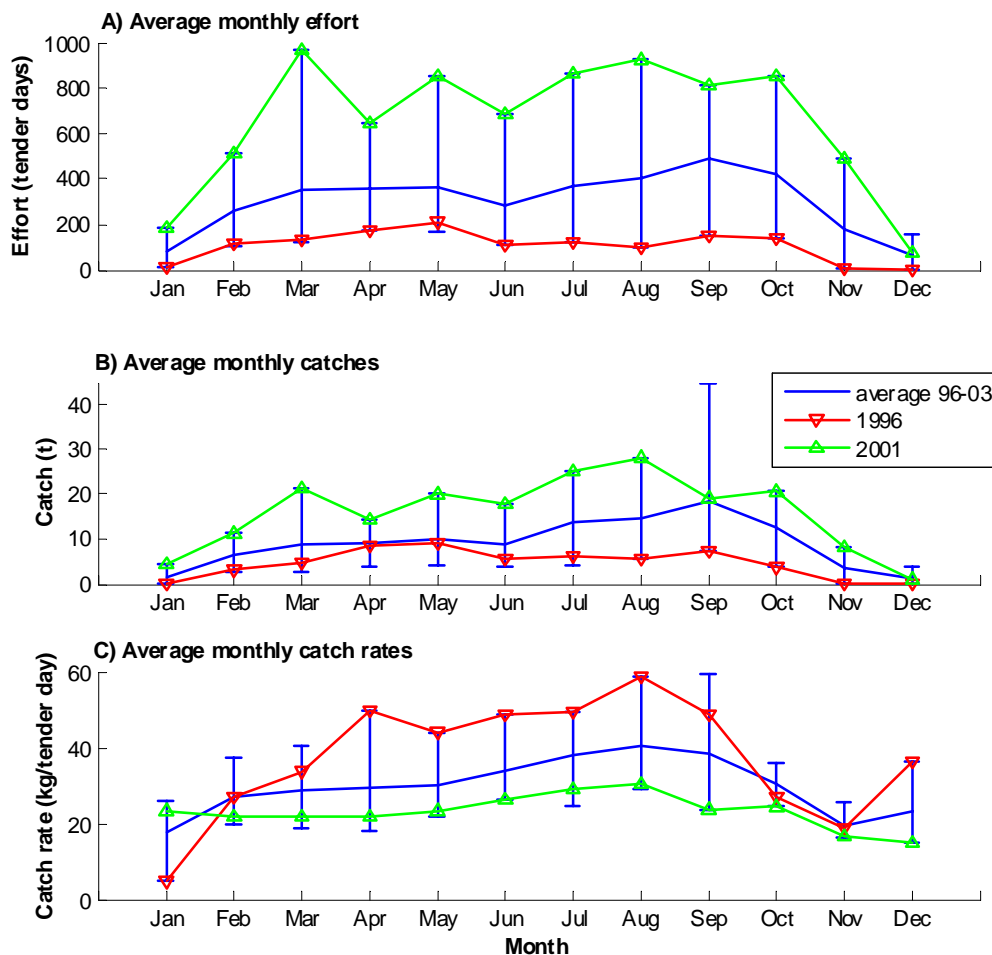 A) Average monthly effort
Effort (tender days)
1000
800
600
400
200
0
Jan Feb Mar Apr May Jun Jul Aug Sep Oct Nov Dec
B) Average monthly catches
Catch (t)
40
30
20
10
0
average 96-03
1996
2001
Jan Feb Mar Apr May Jun Jul Aug Sep Oct Nov Dec
C) Average monthly catch rates
Catch rate (kg/tender day)
60
40
20
0
Jan Feb Mar Apr May Jun Jul Aug Sep Oct Nov Dec
Month